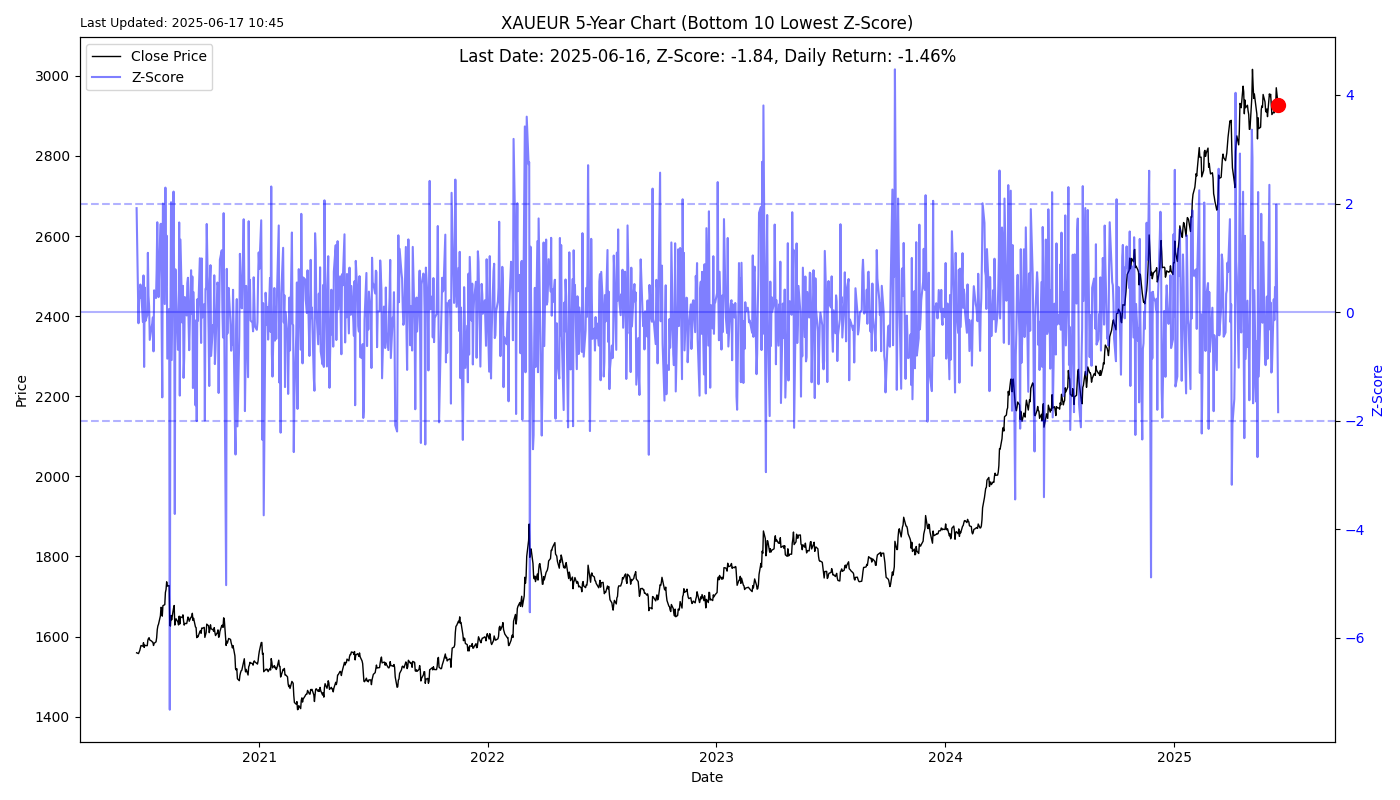 Last Updated: 2025-06-17 10:45
XAUEUR 5-Year Chart (Bottom 10 Lowest Z-Score)
Last Date: 2025-06-16, Z-Score: -1.84, Daily Return: -1.46%
Close Price
Z-Score
3000
2800
2600
2400
2200
2000
1800
1600
1400
Price
4
2
0
−2
−4
−6
Z-Score
2021
2022
2023
2024
2025
Date